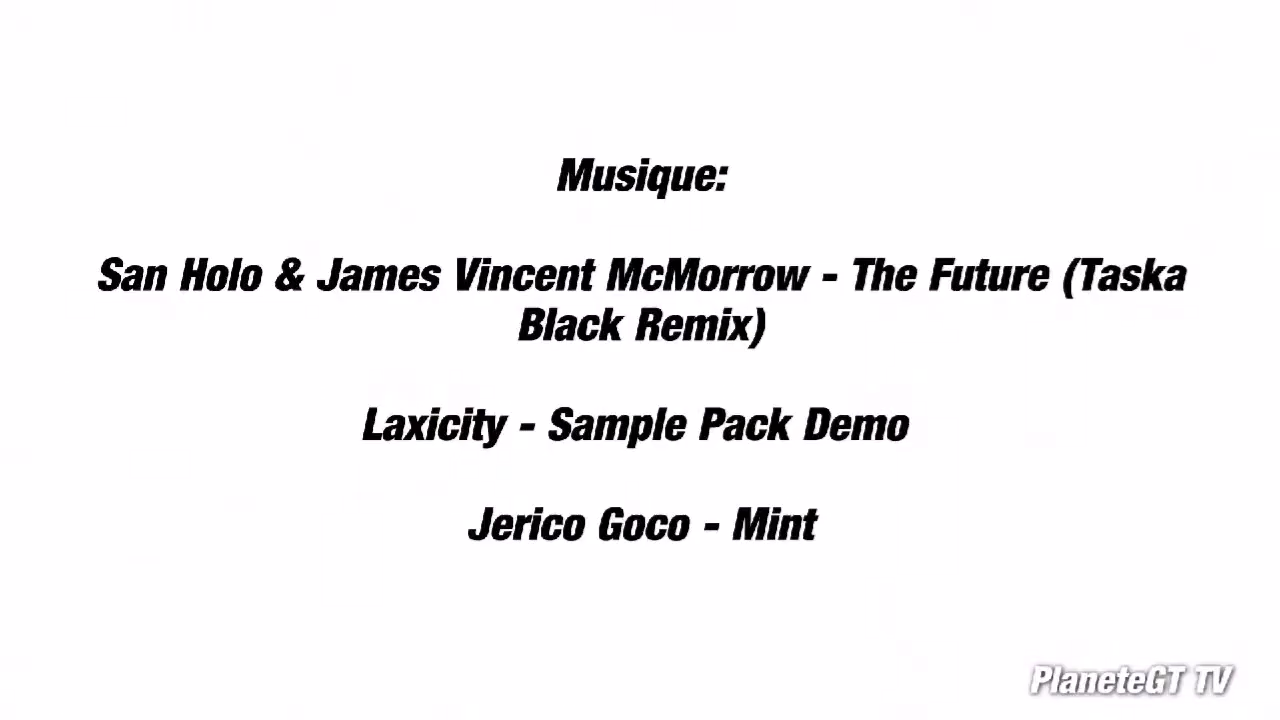 Musique:
San Holo & James Vincent McMorrow - The Future (Taska
Black Remix)
Laxicity - Sample Pack Demo
Jerico Goco - Mint
PlaneteGT TV